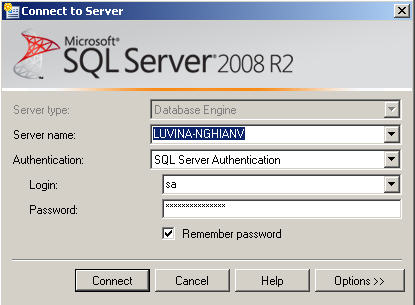 Connect to Server
Microsoft®
SQL Server® 2008 R2
Server type: Database Engine
Server name: LUVINA-NGHIANV
Authentication: SQL Server Authentication
Login: sa
Password: **************
Remember password
Connect Cancel Help Options >>